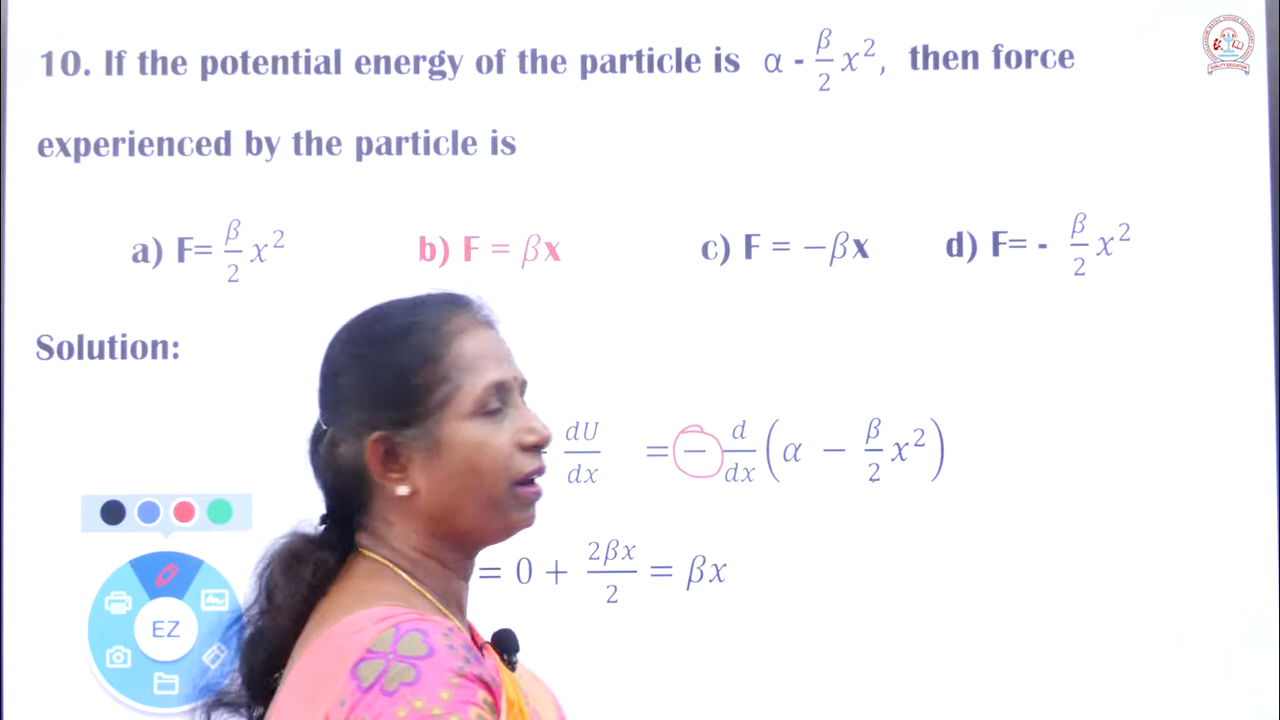 10. If the potential energy of the particle is α - β/2 x², then force
experienced by the particle is
a) F= β/2 x² b) F = βx c) F = −βx d) F= - β/2 x²
Solution:
dU/dx = − d/dx (α − β/2 x²)
= 0 + 2βx/2 = βx
EZ